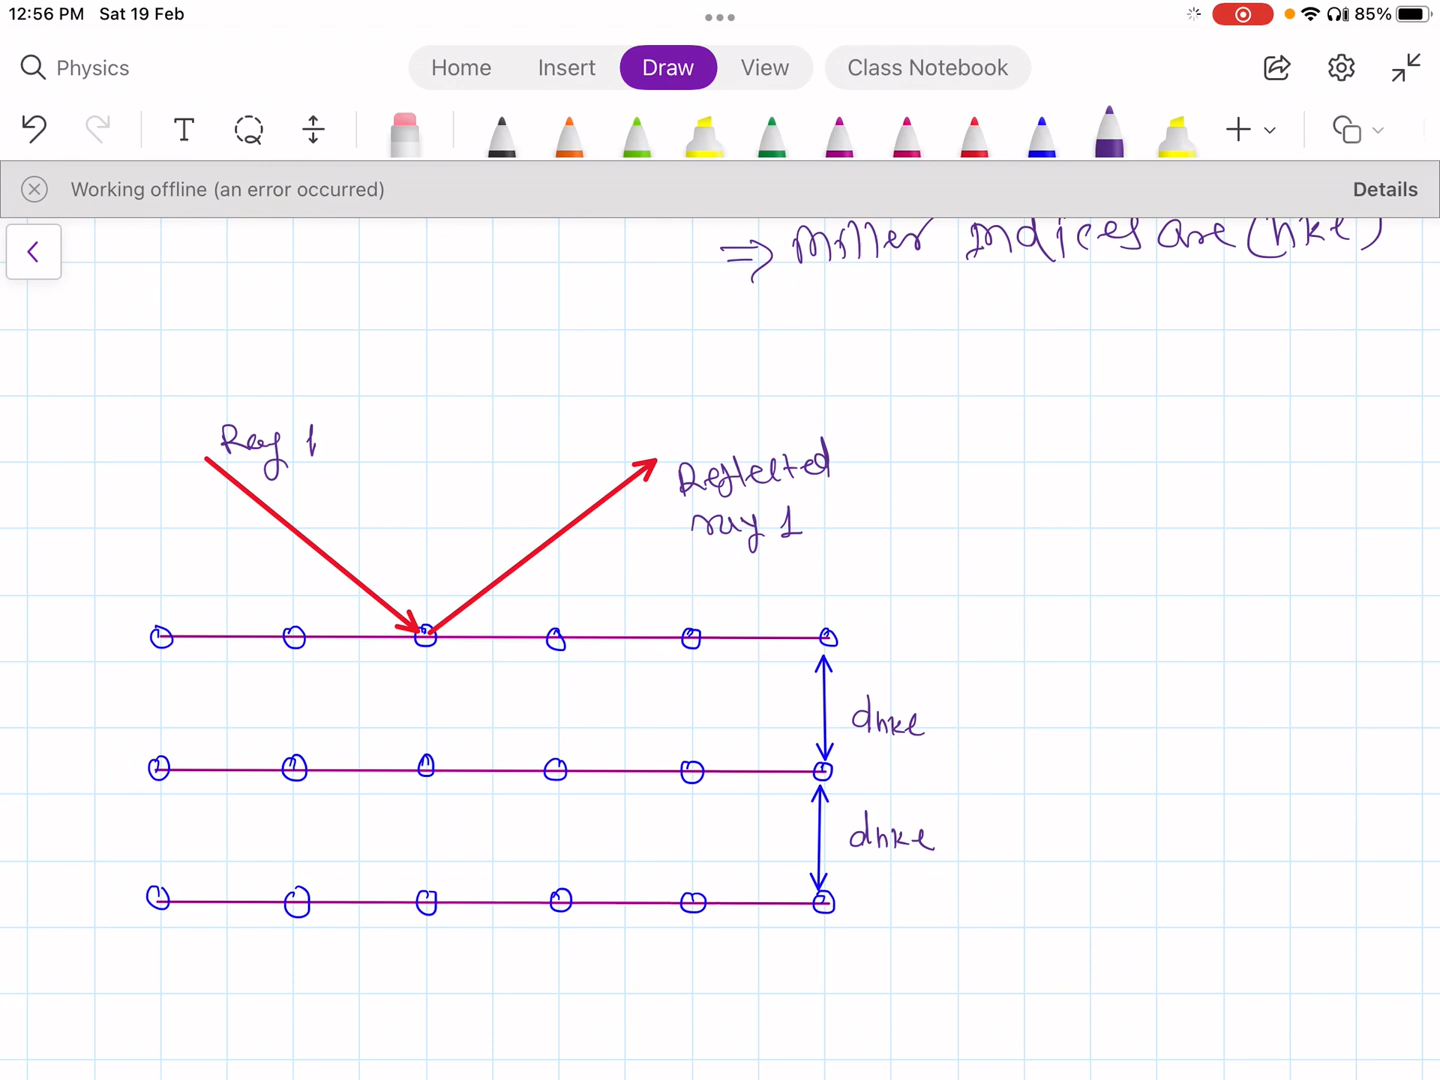 12:56 PM Sat 19 Feb
85%
Physics
Home Insert Draw View Class Notebook
T
Working offline (an error occurred) Details
⇒ Miller Indices are (hkl)
Ray 1
Reflected
ray 1
dhkl
dhkl